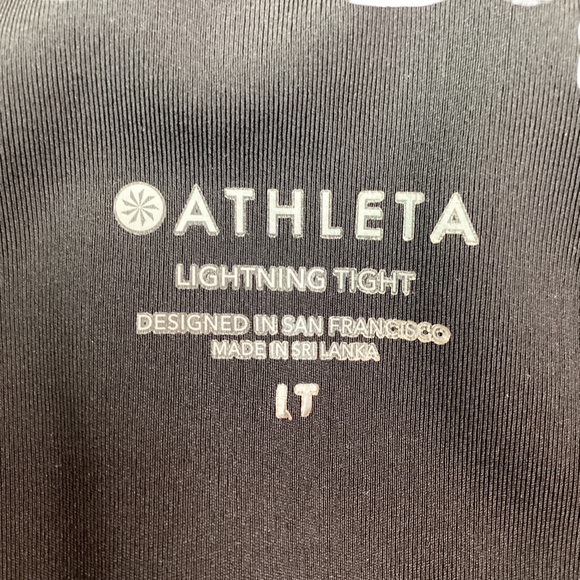 ATHLETA
LIGHTNING TIGHT
DESIGNED IN SAN FRANCISCO
MADE IN SRI LANKA
LT